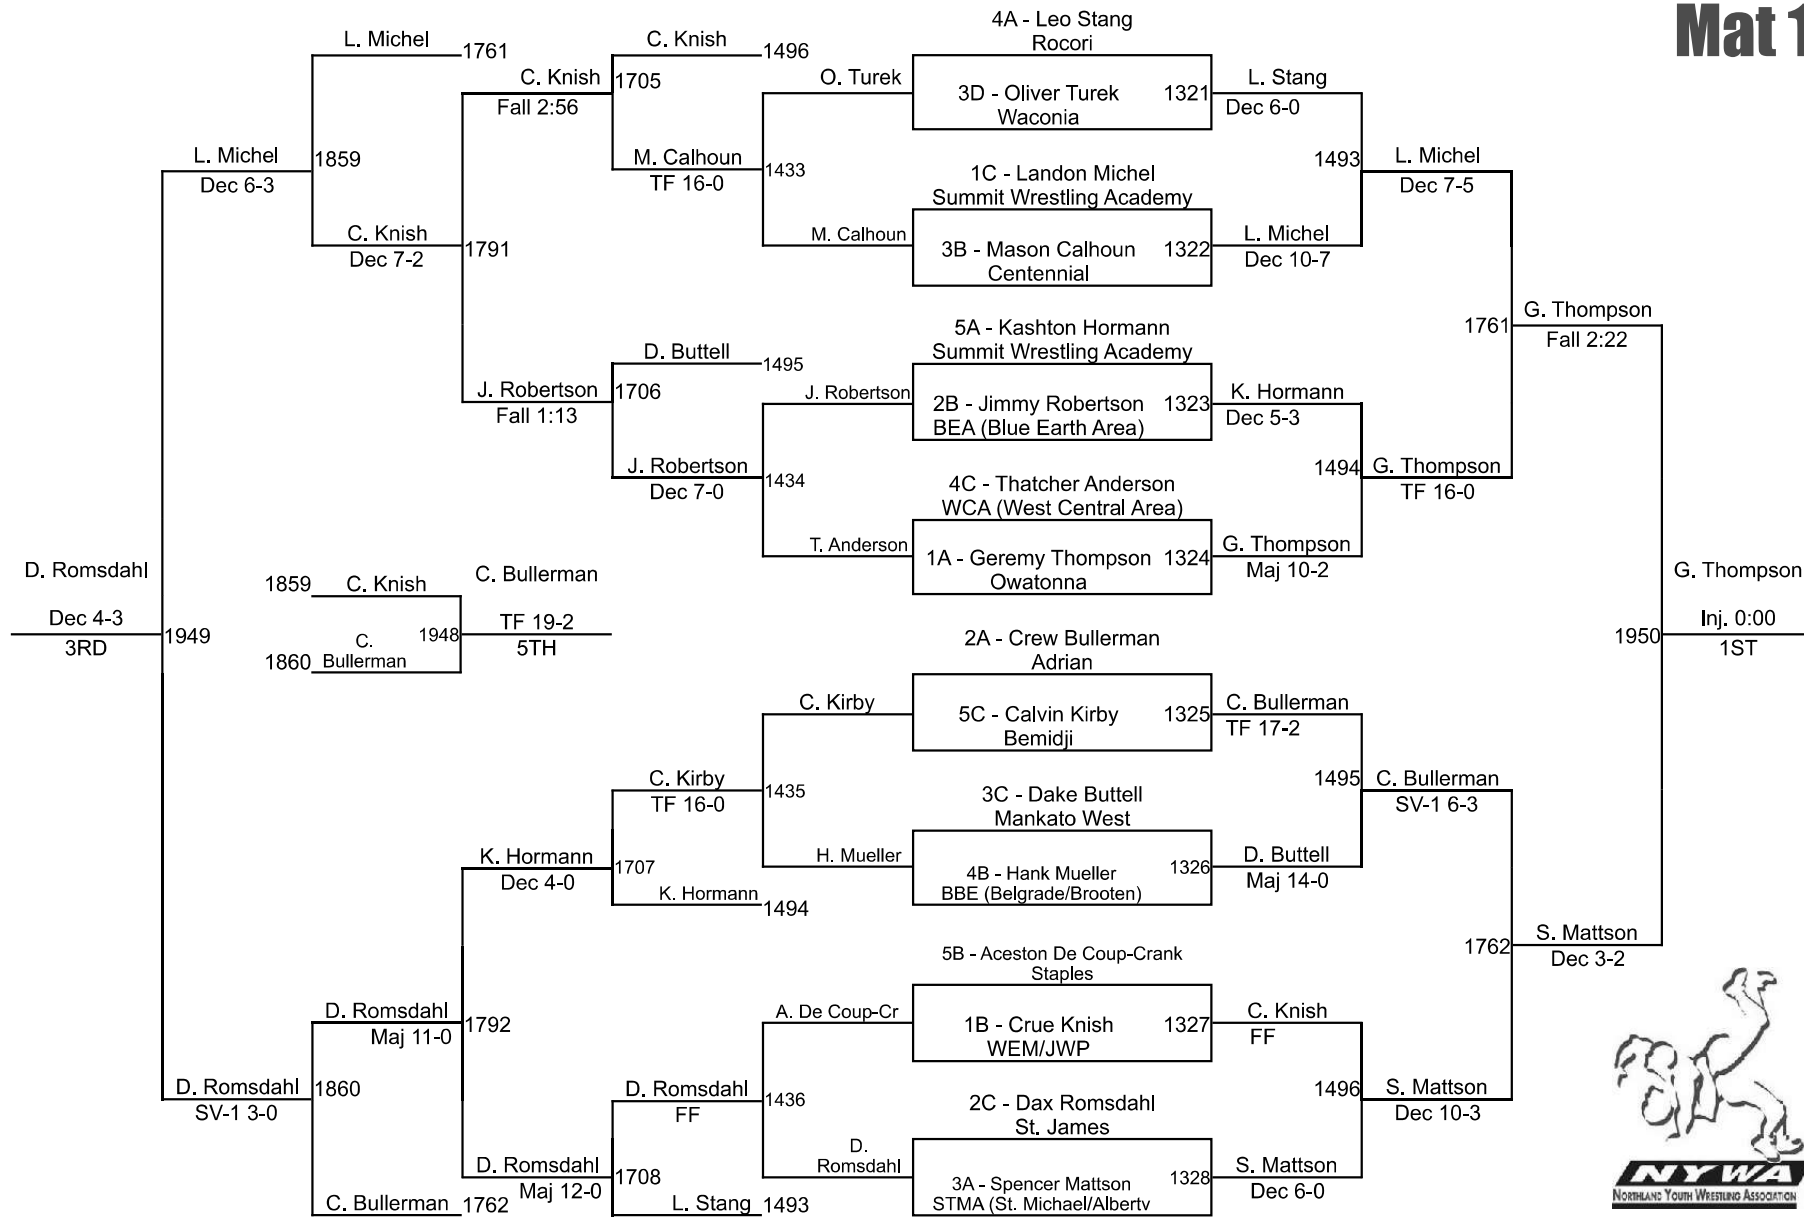 Mat 1
4A - Leo Stang
Rocori
3D - Oliver Turek
Waconia
1321
1C - Landon Michel
Summit Wrestling Academy
3B - Mason Calhoun
Centennial
1322
5A - Kashton Hormann
Summit Wrestling Academy
2B - Jimmy Robertson
BEA (Blue Earth Area)
1323
4C - Thatcher Anderson
WCA (West Central Area)
1A - Geremy Thompson
Owatonna
1324
2A - Crew Bullerman
Adrian
5C - Calvin Kirby
Bemidji
1325
3C - Dake Buttell
Mankato West
4B - Hank Mueller
BBE (Belgrade/Brooten)
1326
5B - Aceston De Coup-Crank
Staples
1B - Crue Knish
WEM/JWP
1327
2C - Dax Romsdahl
St. James
3A - Spencer Mattson
STMA (St. Michael/Albertv
1328
L. Stang
Dec 6-0
1493
L. Michel
Dec 10-7
K. Hormann
Dec 5-3
1494
G. Thompson
Maj 10-2
C. Bullerman
TF 17-2
1495
D. Buttell
Maj 14-0
C. Knish
FF
1496
S. Mattson
Dec 6-0
L. Michel
Dec 7-5
1761
G. Thompson
TF 16-0
C. Bullerman
SV-1 6-3
1762
S. Mattson
Dec 10-3
G. Thompson
Fall 2:22
1950
S. Mattson
Dec 3-2
G. Thompson
Inj. 0:00
1ST
O. Turek
1433
M. Calhoun
J. Robertson
1434
T. Anderson
C. Kirby
1435
H. Mueller
A. De Coup-Cr
1436
D.
Romsdahl
C. Knish
1496
1705
M. Calhoun
TF 16-0
D. Buttell
1495
1706
J. Robertson
Dec 7-0
C. Kirby
TF 16-0
1707
K. Hormann
1494
D. Romsdahl
FF
1708
L. Stang
1493
C. Knish
Fall 2:56
1791
J. Robertson
Fall 1:13
K. Hormann
Dec 4-0
1792
D. Romsdahl
Maj 12-0
L. Michel
1761
1859
C. Knish
Dec 7-2
D. Romsdahl
Maj 11-0
1860
C. Bullerman
1762
L. Michel
Dec 6-3
1949
D. Romsdahl
SV-1 3-0
D. Romsdahl
Dec 4-3
3RD
1859
C. Knish
1948
1860
C.
Bullerman
C. Bullerman
TF 19-2
5TH
NYWA
NORTHLAND YOUTH WRESTLING ASSOCIATION